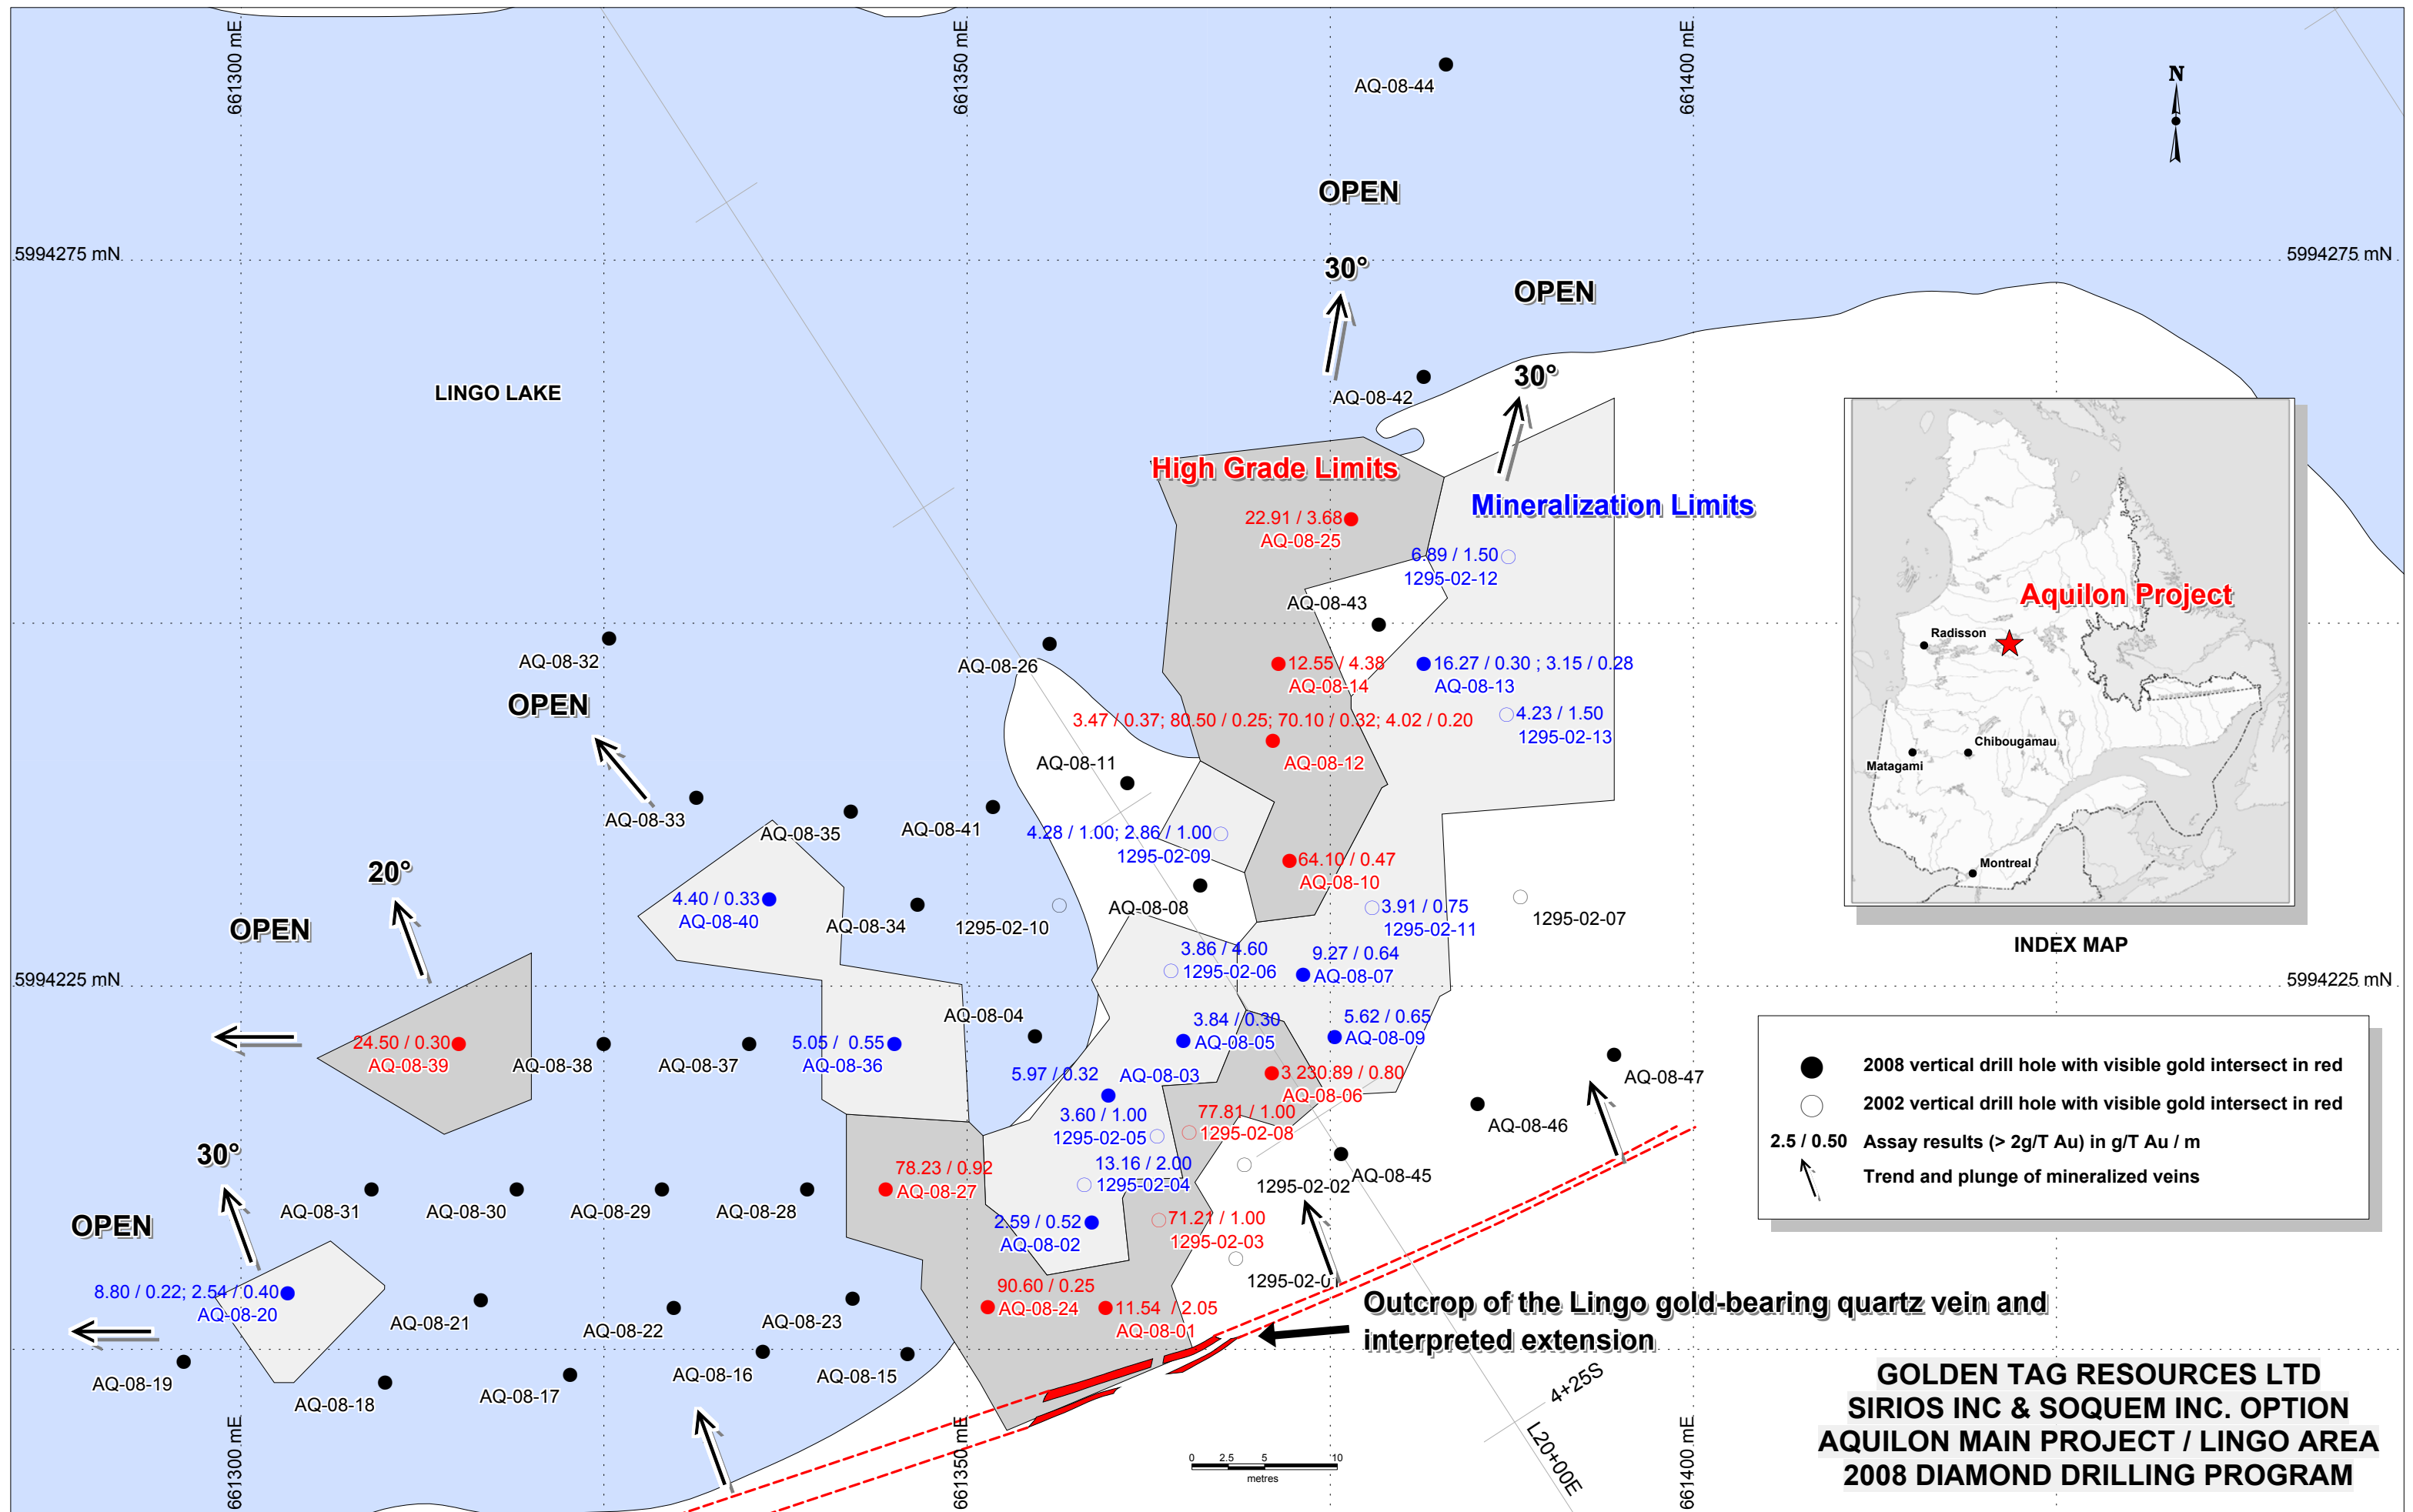 661300 mE
661350 mE
661400 mE
AQ-08-44
N
OPEN
5994275 mN
5994275 mN
30°
OPEN
LINGO LAKE
30°
AQ-08-42
High Grade Limits
Mineralization Limits
22.91 / 3.68
AQ-08-25
6.89 / 1.50
1295-02-12
AQ-08-43
AQ-08-32
AQ-08-26
12.55 / 4.38
AQ-08-14
16.27 / 0.30 ; 3.15 / 0.28
AQ-08-13
OPEN
3.47 / 0.37; 80.50 / 0.25; 70.10 / 0.32; 4.02 / 0.20
AQ-08-12
4.23 / 1.50
1295-02-13
AQ-08-11
AQ-08-33
AQ-08-35
AQ-08-41
4.28 / 1.00; 2.86 / 1.00
1295-02-09
64.10 / 0.47
AQ-08-10
20°
4.40 / 0.33
AQ-08-40
AQ-08-34
1295-02-10
AQ-08-08
3.91 / 0.75
1295-02-11
1295-02-07
OPEN
3.86 / 4.60
1295-02-06
9.27 / 0.64
AQ-08-07
5994225 mN
5994225 mN
AQ-08-04
3.84 / 0.30
AQ-08-05
5.62 / 0.65
AQ-08-09
24.50 / 0.30
AQ-08-39
AQ-08-38
AQ-08-37
5.05 / 0.55
AQ-08-36
5.97 / 0.32
AQ-08-03
3 230.89 / 0.80
AQ-08-06
AQ-08-47
3.60 / 1.00
1295-02-05
77.81 / 1.00
1295-02-08
AQ-08-46
30°
78.23 / 0.92
AQ-08-27
13.16 / 2.00
1295-02-04
1295-02-02
AQ-08-45
OPEN
AQ-08-31
AQ-08-30
AQ-08-29
AQ-08-28
2.59 / 0.52
AQ-08-02
71.21 / 1.00
1295-02-03
1295-02-01
8.80 / 0.22; 2.54 / 0.40
AQ-08-20
AQ-08-21
AQ-08-22
AQ-08-23
90.60 / 0.25
AQ-08-24
11.54 / 2.05
AQ-08-01
Outcrop of the Lingo gold-bearing quartz vein and
interpreted extension
AQ-08-19
AQ-08-18
AQ-08-17
AQ-08-16
AQ-08-15
4+25S
L20+00E
661300 mE
661350 mE
661400 mE
0 2.5 5 10
metres
Aquilon Project
Radisson
Chibougamau
Matagami
Montreal
INDEX MAP
2008 vertical drill hole with visible gold intersect in red
2002 vertical drill hole with visible gold intersect in red
2.5 / 0.50 Assay results (> 2g/T Au) in g/T Au / m
Trend and plunge of mineralized veins
GOLDEN TAG RESOURCES LTD
SIRIOS INC & SOQUEM INC. OPTION
AQUILON MAIN PROJECT / LINGO AREA
2008 DIAMOND DRILLING PROGRAM